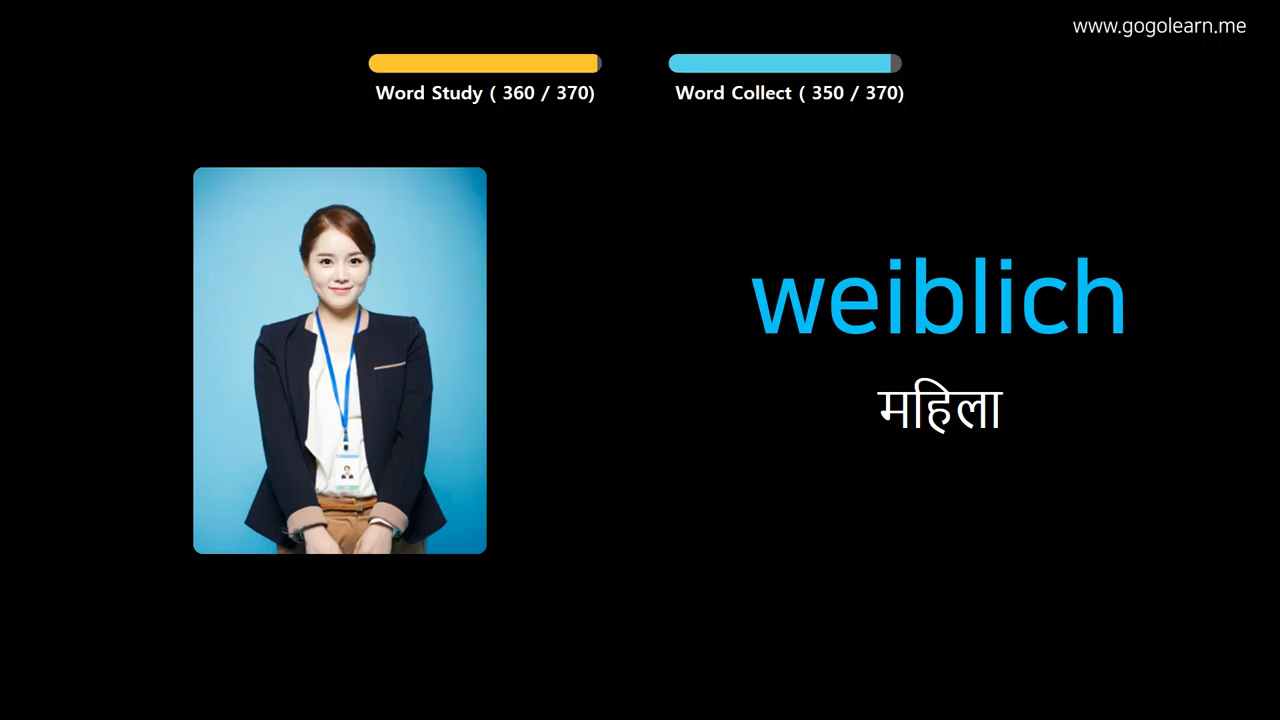 www.gogolearn.me
Word Study ( 360 / 370)
Word Collect ( 350 / 370)
weiblich
महिला